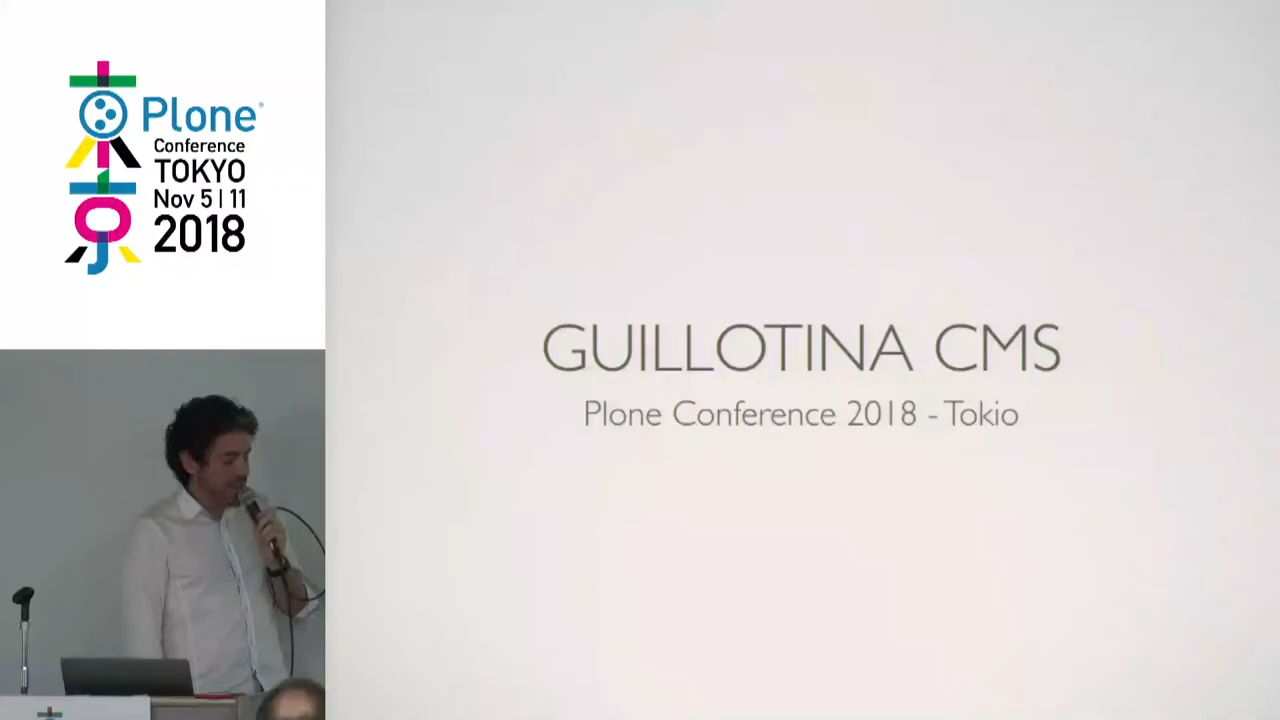 Plone
Conference
TOKYO
Nov 5 | 11
2018
GUILLOTINA CMS
Plone Conference 2018 - Tokio